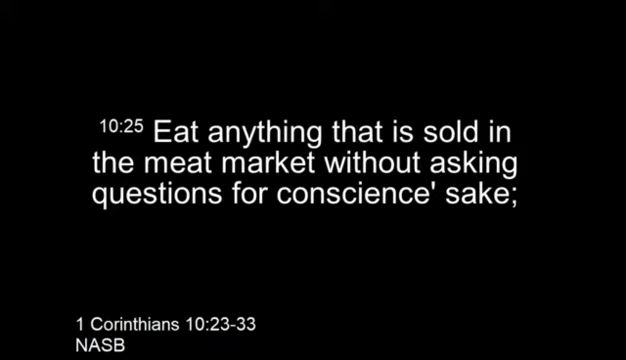 10:25 Eat anything that is sold in
the meat market without asking
questions for conscience' sake;
1 Corinthians 10:23-33
NASB